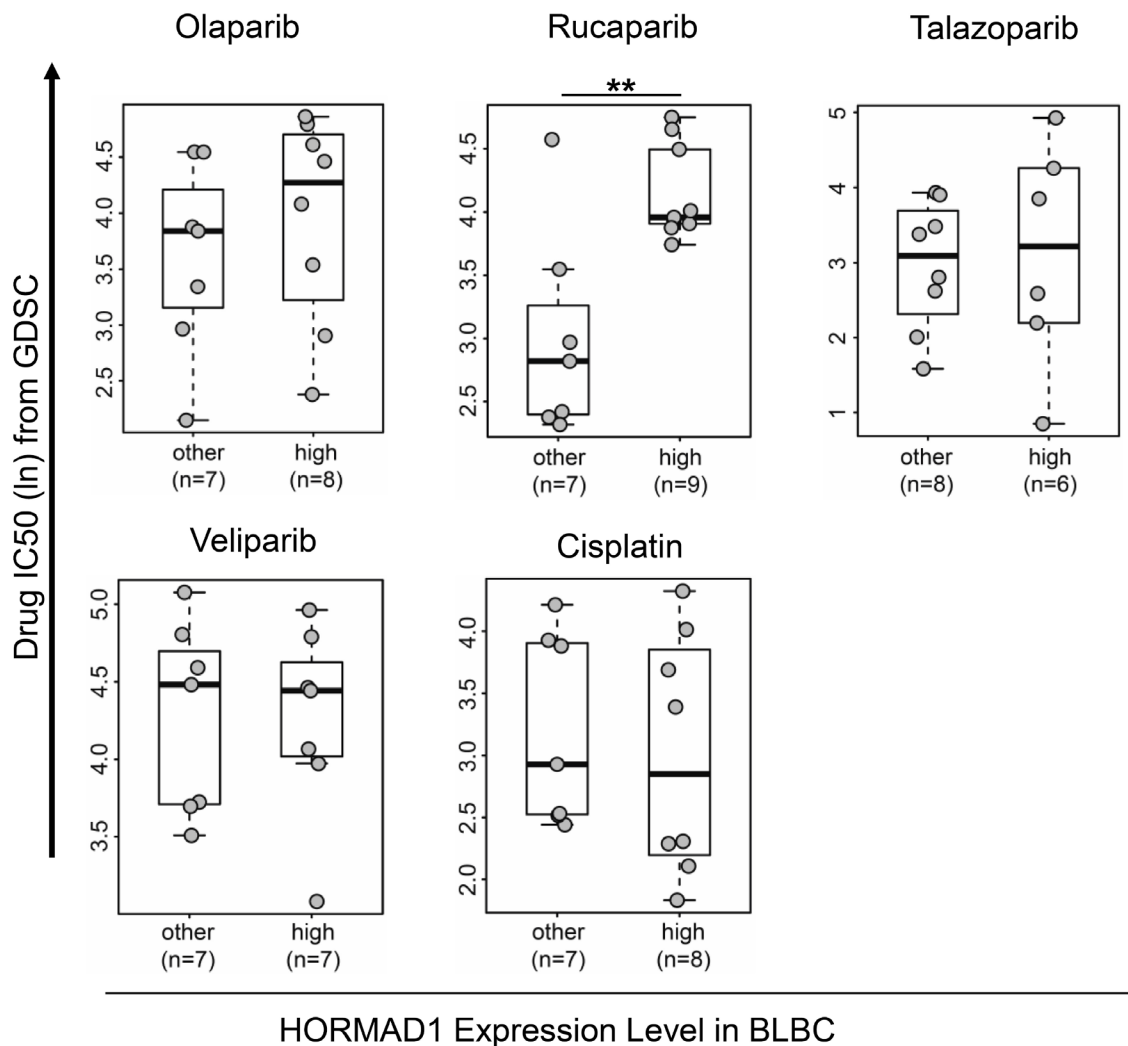 Olaparib Rucaparib Talazoparib
**
Drug IC50 (ln) from GDSC
4.5
4.0
3.5
3.0
2.5
other high
(n=7) (n=8)
4.5
4.0
3.5
3.0
2.5
other high
(n=7) (n=9)
5
4
3
2
1
other high
(n=8) (n=6)
Veliparib Cisplatin
5.0
4.5
4.0
3.5
other high
(n=7) (n=7)
4.0
3.5
3.0
2.5
2.0
other high
(n=7) (n=8)
HORMAD1 Expression Level in BLBC